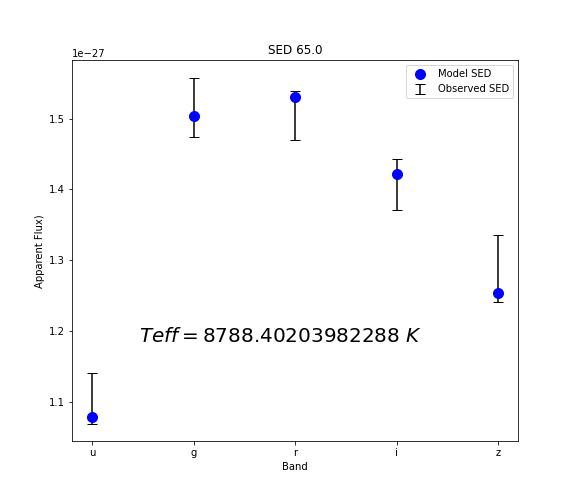 SED 65.0
1e−27
Model SED
Observed SED
1.5
1.4
1.3
1.2
1.1
Apparent Flux)
Teff = 8788.40203982288 K
u g r i z
Band